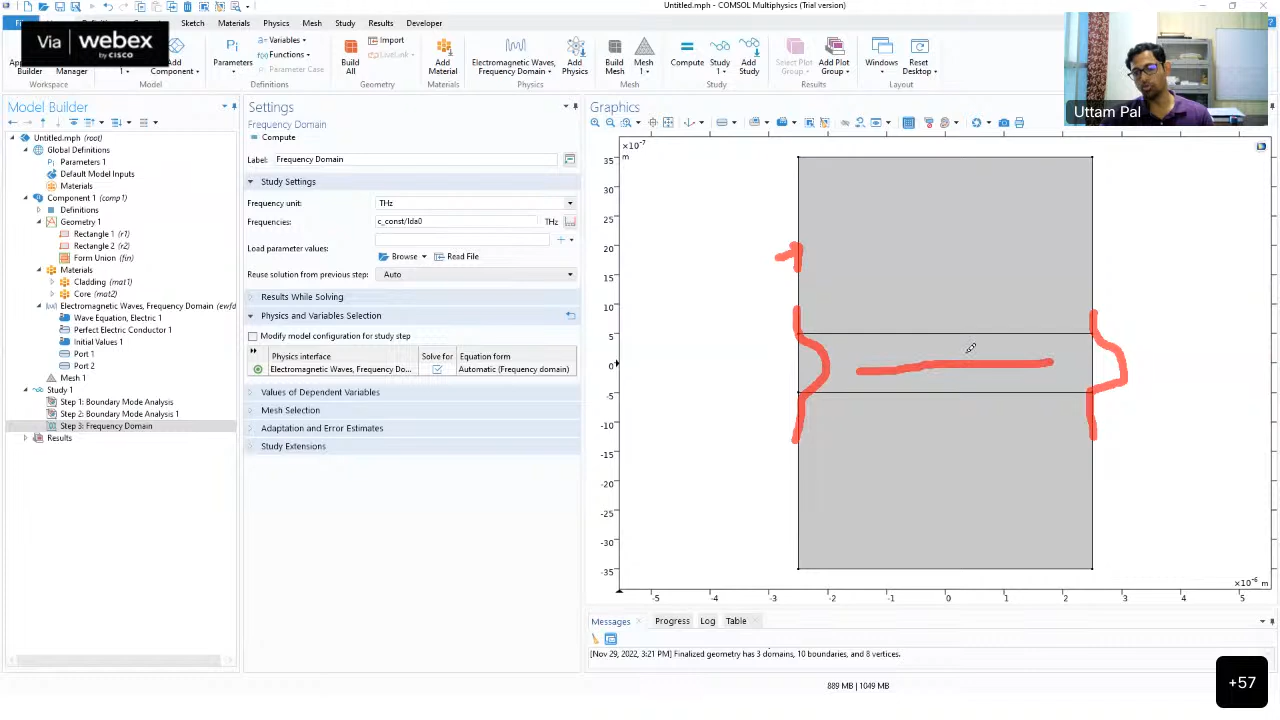 Untitled.mph - COMSOL Multiphysics (Trial version)
Via webex by CISCO
Sketch Materials Physics Mesh Study Results Developer
Builder Manager
Component
Parameters
Variables
Functions
Parameter Case
Build All
Import
LiveLink
Add Material
Electromagnetic Waves, Frequency Domain
Add Physics
Build Mesh
Mesh 1
Compute
Study 1
Add Study
Select Plot Group
Add Plot Group
Windows
Reset Desktop
Workspace Model Definitions Geometry Materials Physics Mesh Study Results Layout
Uttam Pal
Model Builder
Untitled.mph (root)
Global Definitions
Parameters 1
Default Model Inputs
Materials
Component 1 (comp1)
Definitions
Geometry 1
Rectangle 1 (r1)
Rectangle 2 (r2)
Form Union (fin)
Materials
Cladding (mat1)
Core (mat2)
Electromagnetic Waves, Frequency Domain (ewfd
Wave Equation, Electric 1
Perfect Electric Conductor 1
Initial Values 1
Port 1
Port 2
Mesh 1
Study 1
Step 1: Boundary Mode Analysis
Step 2: Boundary Mode Analysis 1
Step 3: Frequency Domain
Results
Settings
Frequency Domain
Compute
Label: Frequency Domain
Study Settings
Frequency unit: THz
Frequencies: c_const/lda0 THz
Load parameter values:
Browse Read File
Reuse solution from previous step: Auto
Results While Solving
Physics and Variables Selection
Modify model configuration for study step
Physics interface Solve for Equation form
Electromagnetic Waves, Frequency Do... Automatic (Frequency domain)
Values of Dependent Variables
Mesh Selection
Adaptation and Error Estimates
Study Extensions
Graphics
×10⁻⁷
m
35
30
25
20
15
10
5
0
-5
-10
-15
-20
-25
-30
-35
×10⁻⁶ m
-5 -4 -3 -2 -1 0 1 2 3 4 5
Messages Progress Log Table
[Nov 29, 2022, 3:21 PM] Finalized geometry has 3 domains, 10 boundaries, and 8 vertices.
889 MB | 1049 MB
+57